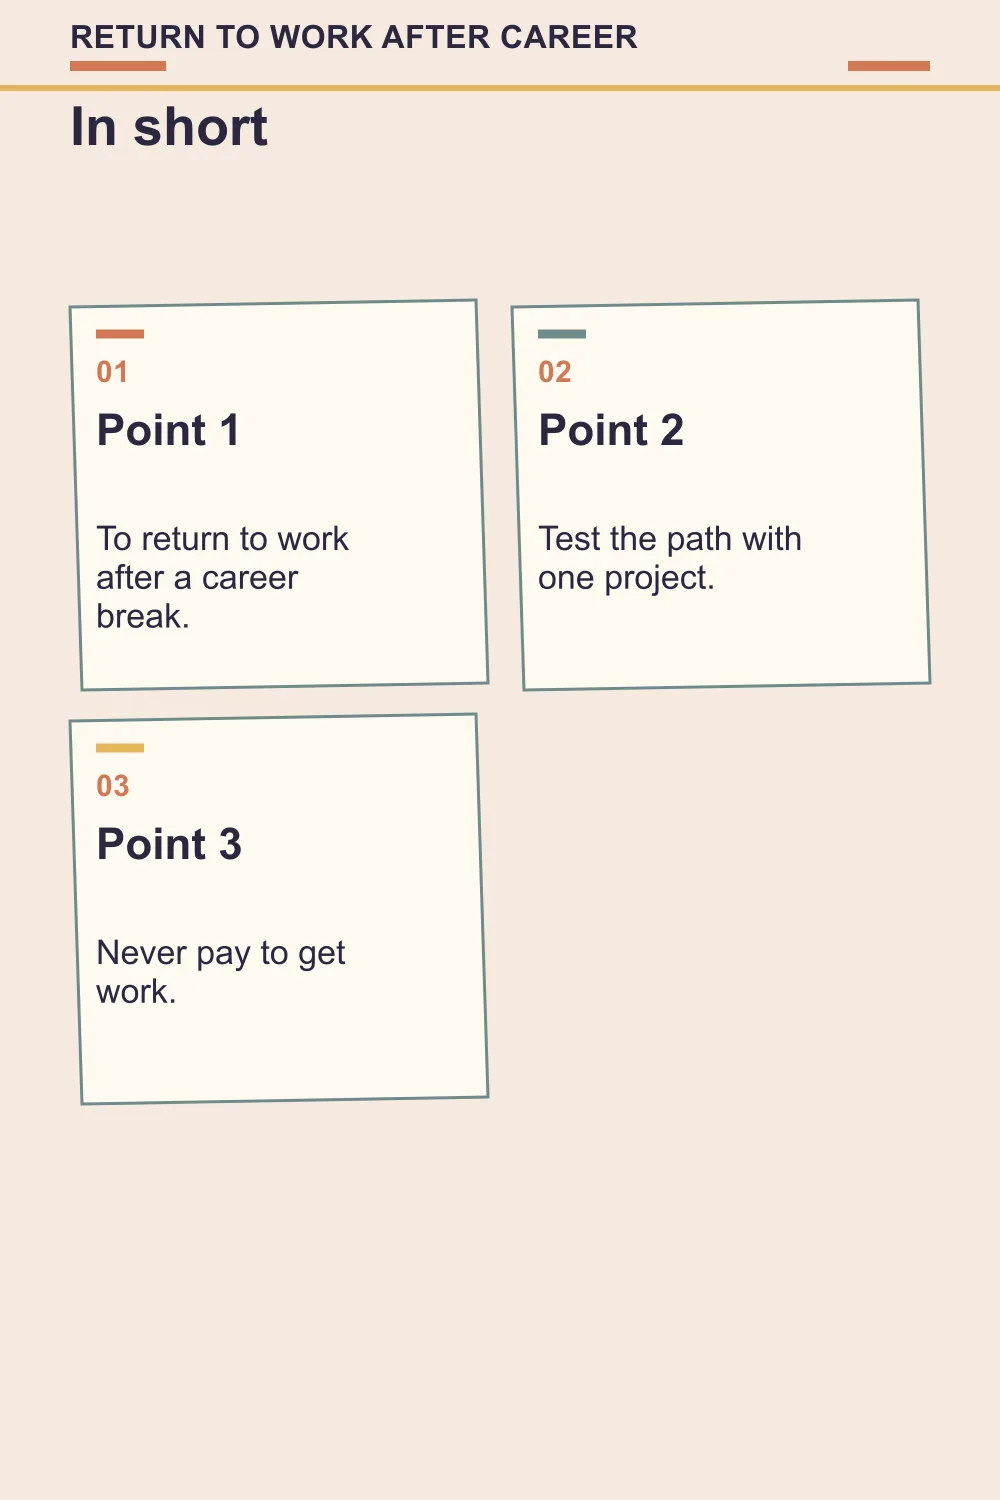 RETURN TO WORK AFTER CAREER
In short
01
Point 1
To return to work
after a career
break.
02
Point 2
Test the path with
one project.
03
Point 3
Never pay to get
work.